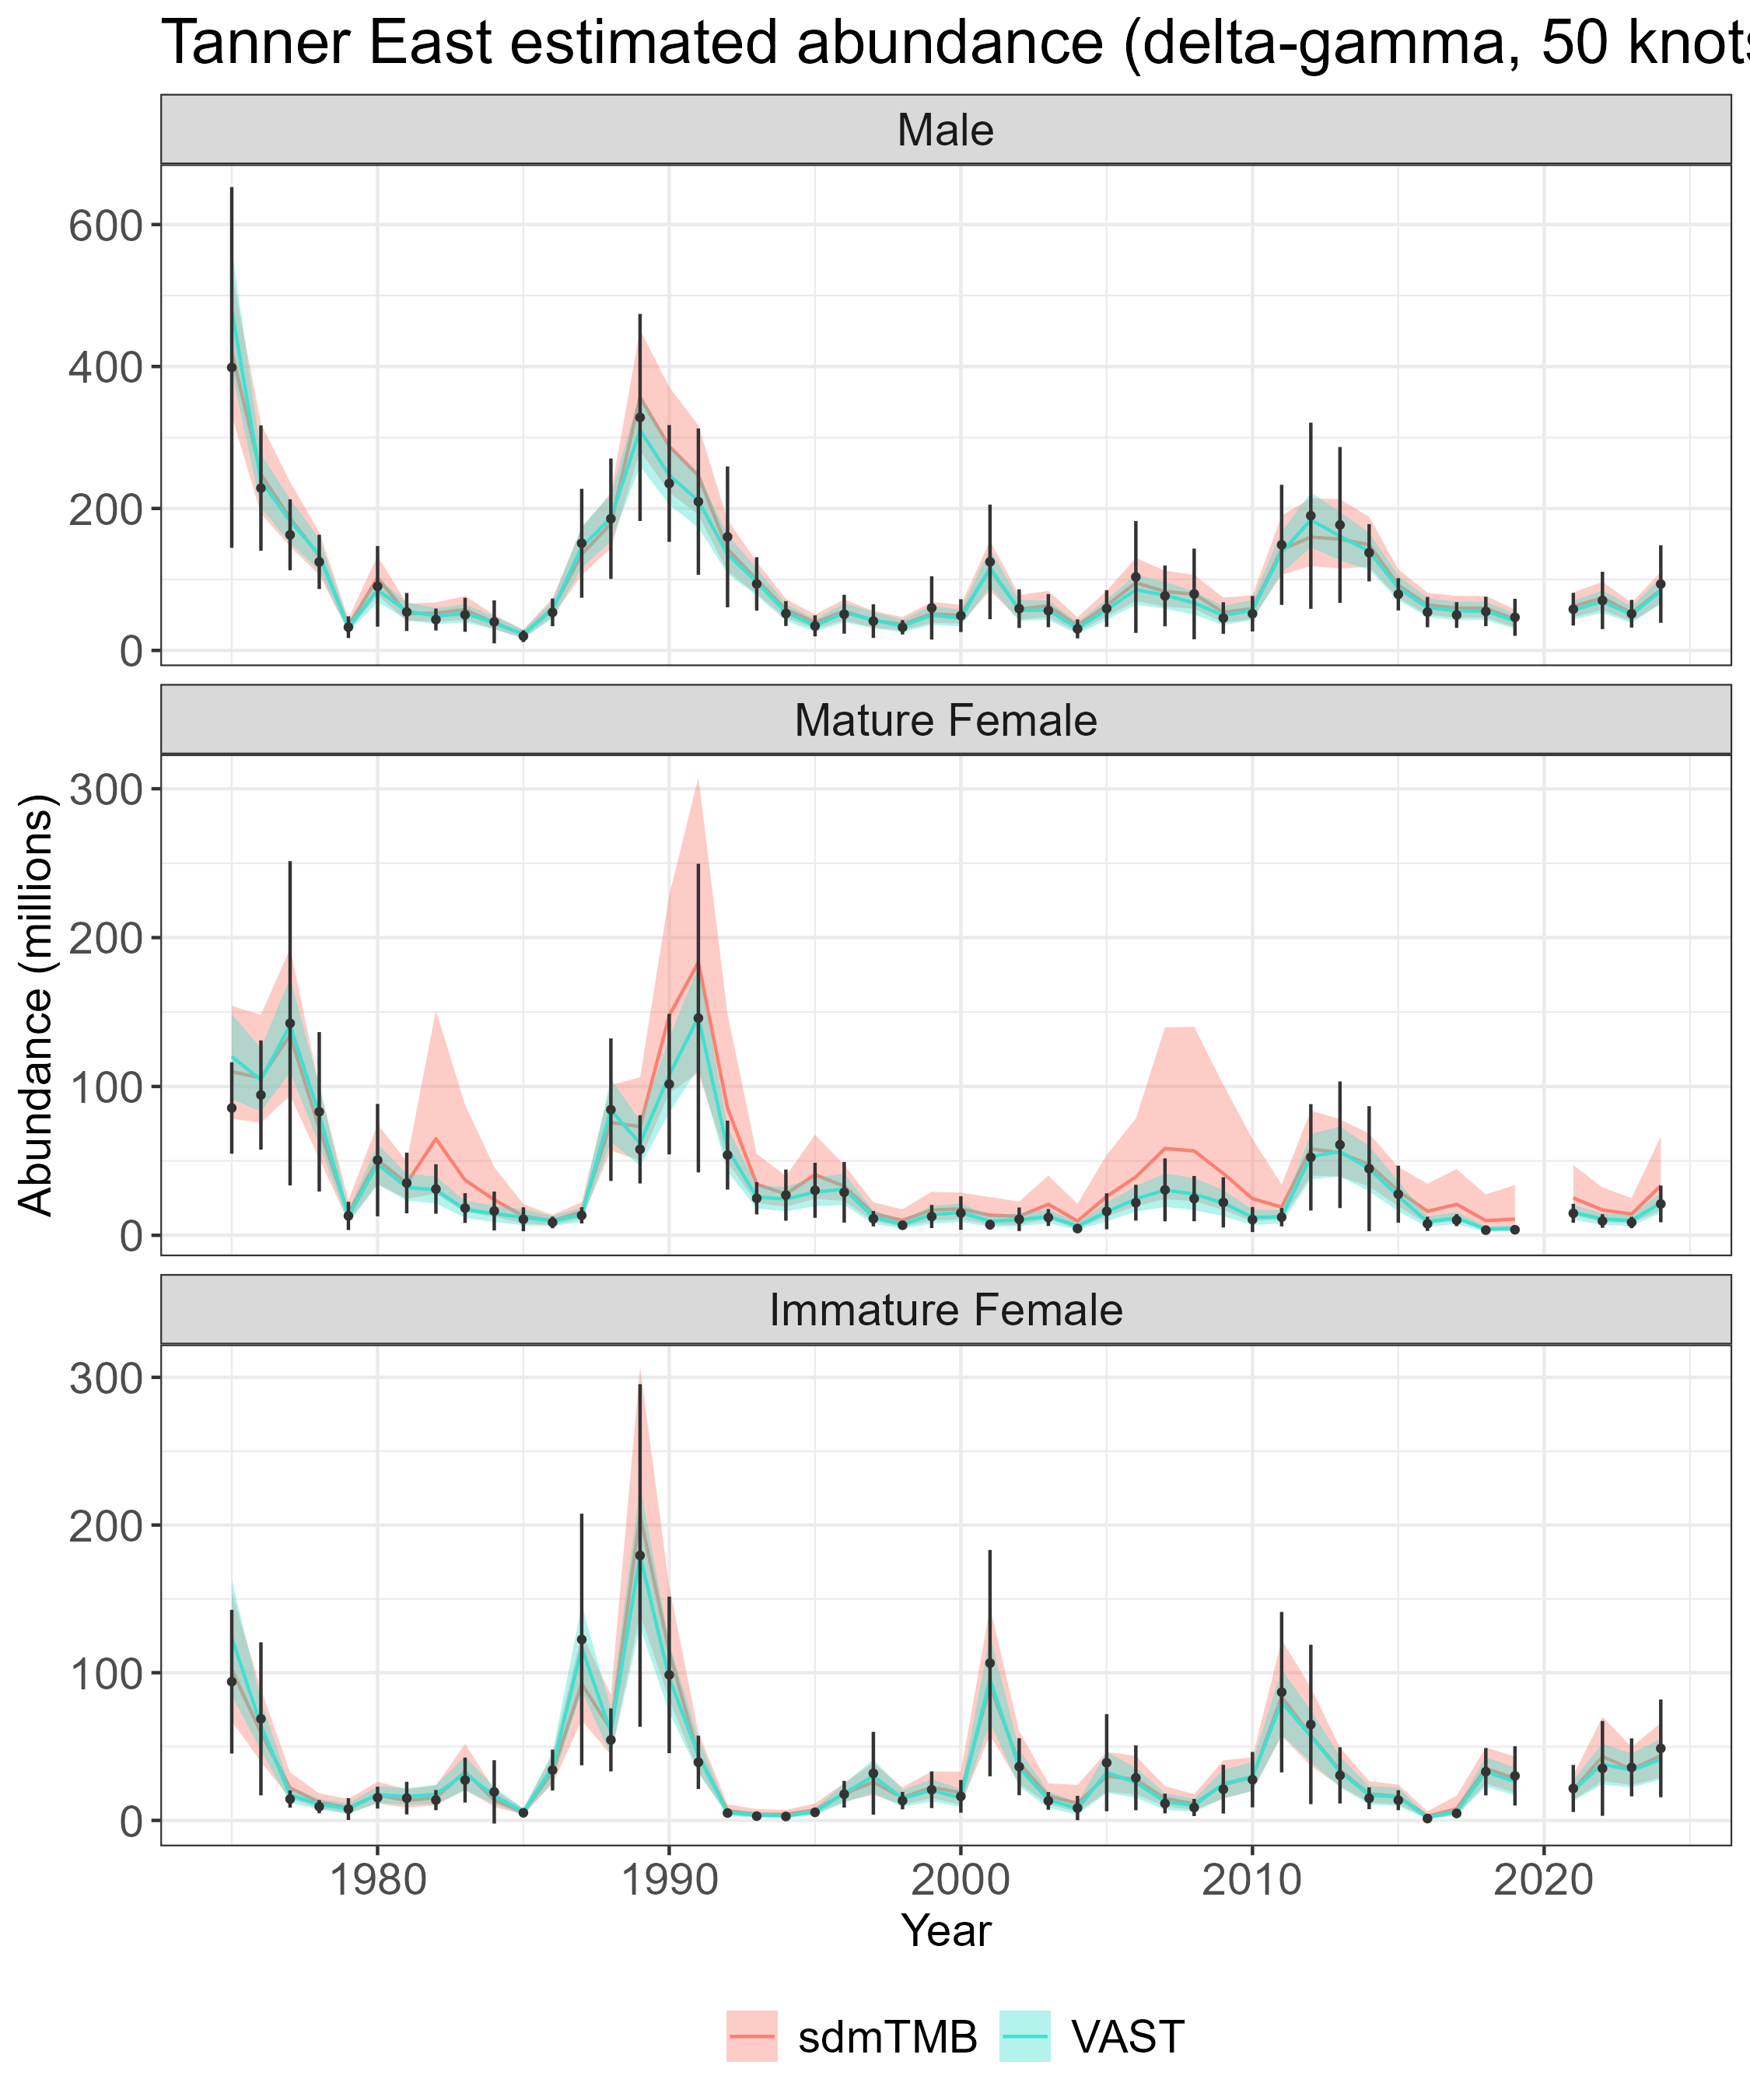 Tanner East estimated abundance (delta-gamma, 50 knots
Male
600
400
200
0
Mature Female
300
200
100
0
Immature Female
300
200
100
0
Abundance (millions)
1980 1990 2000 2010 2020
Year
sdmTMB VAST